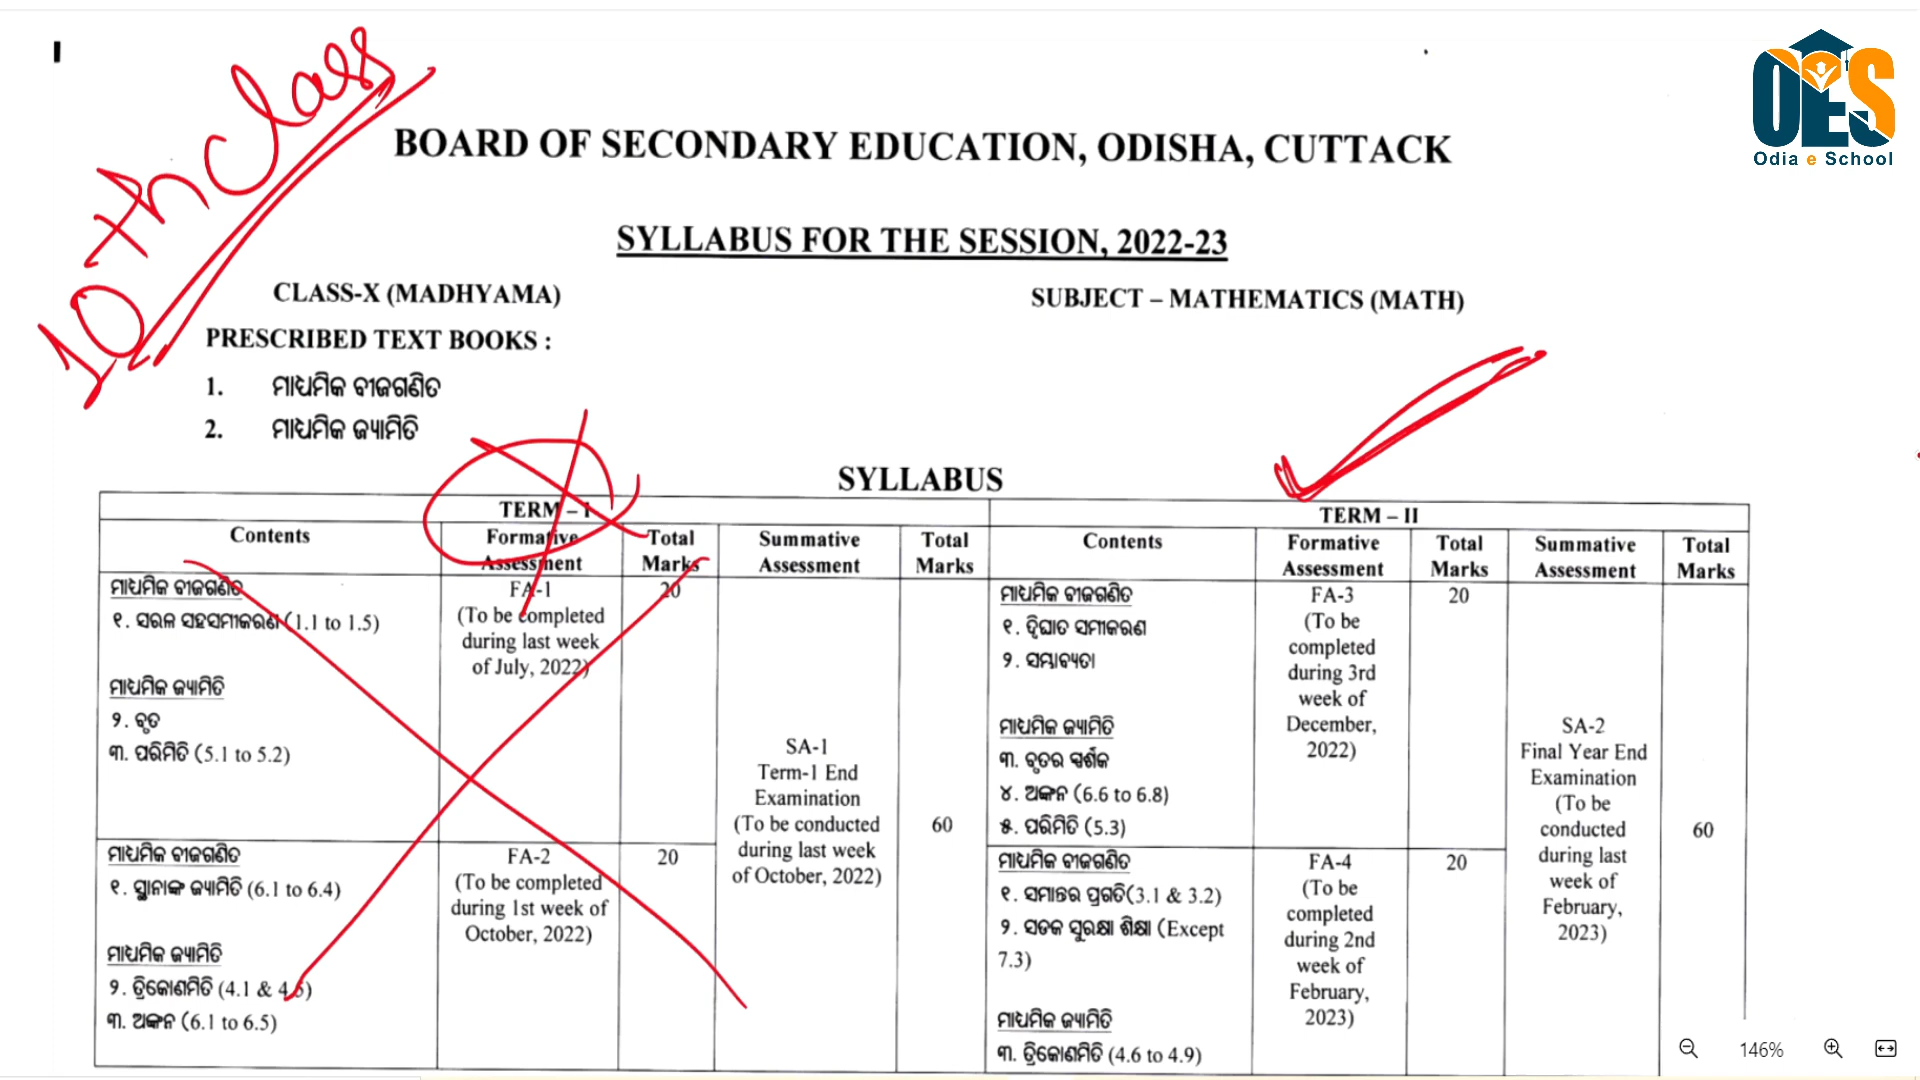 10th Class
OES
Odia e School
BOARD OF SECONDARY EDUCATION, ODISHA, CUTTACK
SYLLABUS FOR THE SESSION, 2022-23
CLASS-X (MADHYAMA)
SUBJECT – MATHEMATICS (MATH)
PRESCRIBED TEXT BOOKS :
1. ମାଧ୍ୟମିକ ବୀଜଗଣିତ
2. ମାଧ୍ୟମିକ ଜ୍ୟାମିତି
SYLLABUS
TERM – I
Contents
Formative
Assessment
Total
Marks
Summative
Assessment
Total
Marks
ମାଧ୍ୟମିକ ବୀଜଗଣିତ
୧. ସରଳ ସହସମୀକରଣ (1.1 to 1.5)
ମାଧ୍ୟମିକ ଜ୍ୟାମିତି
୨. ବୃତ
୩. ପରିମିତି (5.1 to 5.2)
FA-1
(To be completed
during last week
of July, 2022)
20
SA-1
Term-1 End
Examination
(To be conducted
during last week
of October, 2022)
60
ମାଧ୍ୟମିକ ବୀଜଗଣିତ
୧. ସ୍ଥାନାଙ୍କ ଜ୍ୟାମିତି (6.1 to 6.4)
ମାଧ୍ୟମିକ ଜ୍ୟାମିତି
୨. ତ୍ରିକୋଣମିତି (4.1 & 4.5)
୩. ଅଙ୍କନ (6.1 to 6.5)
FA-2
(To be completed
during 1st week of
October, 2022)
20
TERM – II
Contents
Formative
Assessment
Total
Marks
Summative
Assessment
Total
Marks
ମାଧ୍ୟମିକ ବୀଜଗଣିତ
୧. ଦ୍ୱିଘାତ ସମୀକରଣ
୨. ସମ୍ଭାବ୍ୟତା
ମାଧ୍ୟମିକ ଜ୍ୟାମିତି
୩. ବୃତର ସ୍ପର୍ଶକ
୪. ଅଙ୍କନ (6.6 to 6.8)
୫. ପରିମିତି (5.3)
FA-3
(To be
completed
during 3rd
week of
December,
2022)
20
SA-2
Final Year End
Examination
(To be
conducted
during last
week of
February,
2023)
60
ମାଧ୍ୟମିକ ବୀଜଗଣିତ
୧. ସମାନ୍ତର ପ୍ରଗତି(3.1 & 3.2)
୨. ସଡକ ସୁରକ୍ଷା ଶିକ୍ଷା (Except
7.3)
ମାଧ୍ୟମିକ ଜ୍ୟାମିତି
୩. ତ୍ରିକୋଣମିତି (4.6 to 4.9)
FA-4
(To be
completed
during 2nd
week of
February,
2023)
20
146%